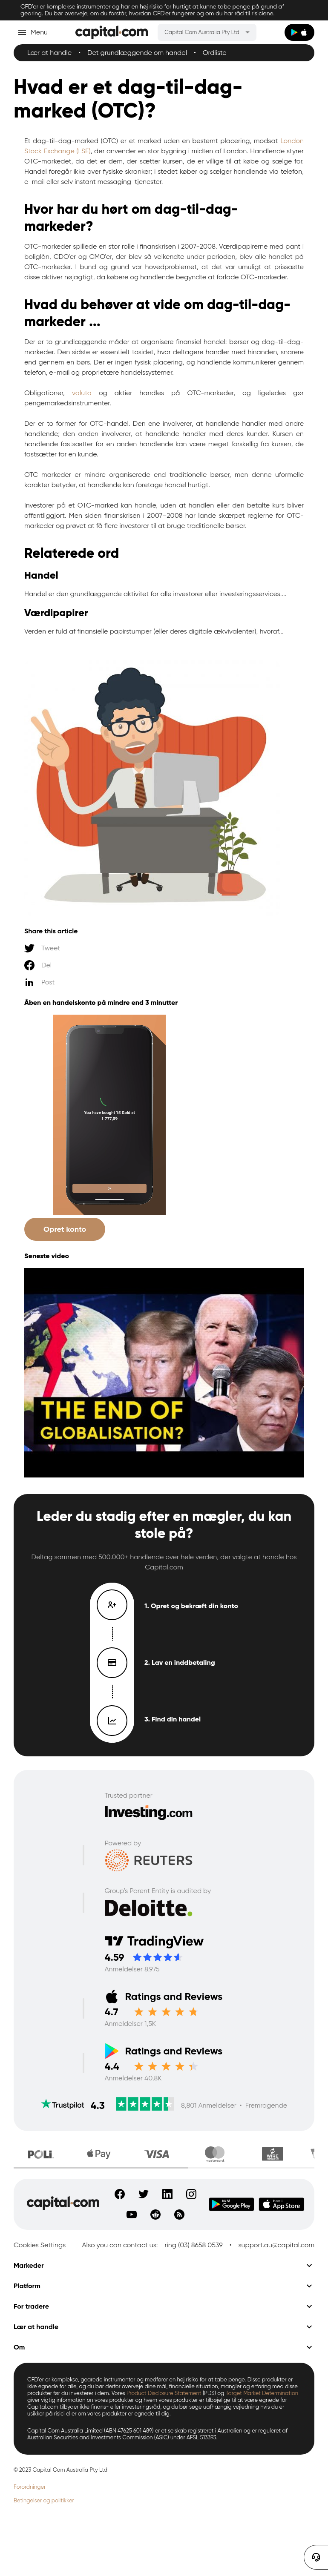 CFD'er er komplekse instrumenter og har en høj risiko for hurtigt at kunne tabe penge på grund af
gearing. Du bør overveje, om du forstår, hvordan CFD'er fungerer og om du har råd til risiciene.
Menu
capital.com
Capital Com Australia Pty Ltd
Lær at handle • Det grundlæggende om handel • Ordliste
Hvad er et dag-til-dag-
marked (OTC)?
Et dag-til-dag-marked (OTC) er et marked uden en bestemt placering, modsat London
Stock Exchange (LSE), der anvender en stor bygning i midten af London. Handlende styrer
OTC-markedet, da det er dem, der sætter kursen, de er villige til at købe og sælge for.
Handel foregår ikke over fysiske skranker; i stedet køber og sælger handlende via telefon,
e-mail eller selv instant messaging-tjenester.
Hvor har du hørt om dag-til-dag-
markeder?
OTC-markeder spillede en stor rolle i finanskrisen i 2007-2008. Værdipapirerne med pant i
boliglån, CDO'er og CMO'er, der blev så velkendte under perioden, blev alle handlet på
OTC-markeder. I bund og grund var hovedproblemet, at det var umuligt at prissætte
disse aktiver nøjagtigt, da købere og handlende begyndte at forlade OTC-markeder.
Hvad du behøver at vide om dag-til-dag-
markeder ...
Der er to grundlæggende måder at organisere finansiel handel: børser og dag-til-dag-
markeder. Den sidste er essentielt tosidet, hvor deltagere handler med hinanden, snarere
end gennem en børs. Der er ingen fysisk placering, og handlende kommunikerer gennem
telefon, e-mail og proprietære handelssystemer.
Obligationer, valuta og aktier handles på OTC-markeder, og ligeledes gør
pengemarkedsinstrumenter.
Der er to former for OTC-handel. Den ene involverer, at handlende handler med andre
handlende; den anden involverer, at handlende handler med deres kunder. Kursen en
handlende fastsætter for en anden handlende kan være meget forskellig fra kursen, de
fastsætter for en kunde.
OTC-markeder er mindre organiserede end traditionelle børser, men denne uformelle
karakter betyder, at handlende kan foretage handel hurtigt.
Investorer på et OTC-marked kan handle, uden at handlen eller den betalte kurs bliver
offentliggjort. Men siden finanskrisen i 2007–2008 har lande skærpet reglerne for OTC-
markeder og prøvet at få flere investorer til at bruge traditionelle børser.
Relaterede ord
Handel
Handel er den grundlæggende aktivitet for alle investorer eller investeringsservices....
Værdipapirer
Verden er fuld af finansielle papirstumper (eller deres digitale ækvivalenter), hvoraf...
Share this article
Tweet
Del
Post
Åben en handelskonto på mindre end 3 minutter
You have bought 15 Gold at
1 777,59
Opret konto
Seneste video
THE END OF
GLOBALISATION?
Leder du stadig efter en mægler, du kan
stole på?
Deltag sammen med 500.000+ handlende over hele verden, der valgte at handle hos
Capital.com
1. Opret og bekræft din konto
2. Lav en inddbetaling
3. Find din handel
Trusted partner
Investing.com
Powered by
REUTERS
Group's Parent Entity is audited by
Deloitte.
TradingView
4.59
Anmeldelser 8,975
Ratings and Reviews
4.7
Anmeldelser 1,5K
Ratings and Reviews
4.4
Anmeldelser 40,8K
Trustpilot 4.3 8,801 Anmeldelser • Fremragende
POLi. Pay VISA mastercard WIRE
capital.com
Google Play
App Store
Cookies Settings Also you can contact us: ring (03) 8658 0539 • support.au@capital.com
Markeder
Platform
For tradere
Lær at handle
Om
CFD'er er komplekse, gearede instrumenter og medfører en høj risiko for at tabe penge. Disse produkter er
ikke egnede for alle, og du bør derfor overveje dine mål, finansielle situation, mangler og erfaring med disse
produkter, før du investerer i dem. Vores Product Disclosure Statement (PDS) og Target Market Determination
giver vigtig information om vores produkter og hvem vores produkter er tilbøjelige til at være egnede for.
Capital.com tilbyder ikke finans- eller investeringsråd, og du bør søge uafhængig vejledning hvis du er
usikker på risici eller om vores produkter er egnede til dig.
Capital Com Australia Limited (ABN 47625 601 489) er et selskab registreret i Australien og er reguleret af
Australian Securities and Investments Commission (ASIC) under AFSL 513393.
© 2023 Capital Com Australia Pty Ltd
Forordninger
Betingelser og politikker